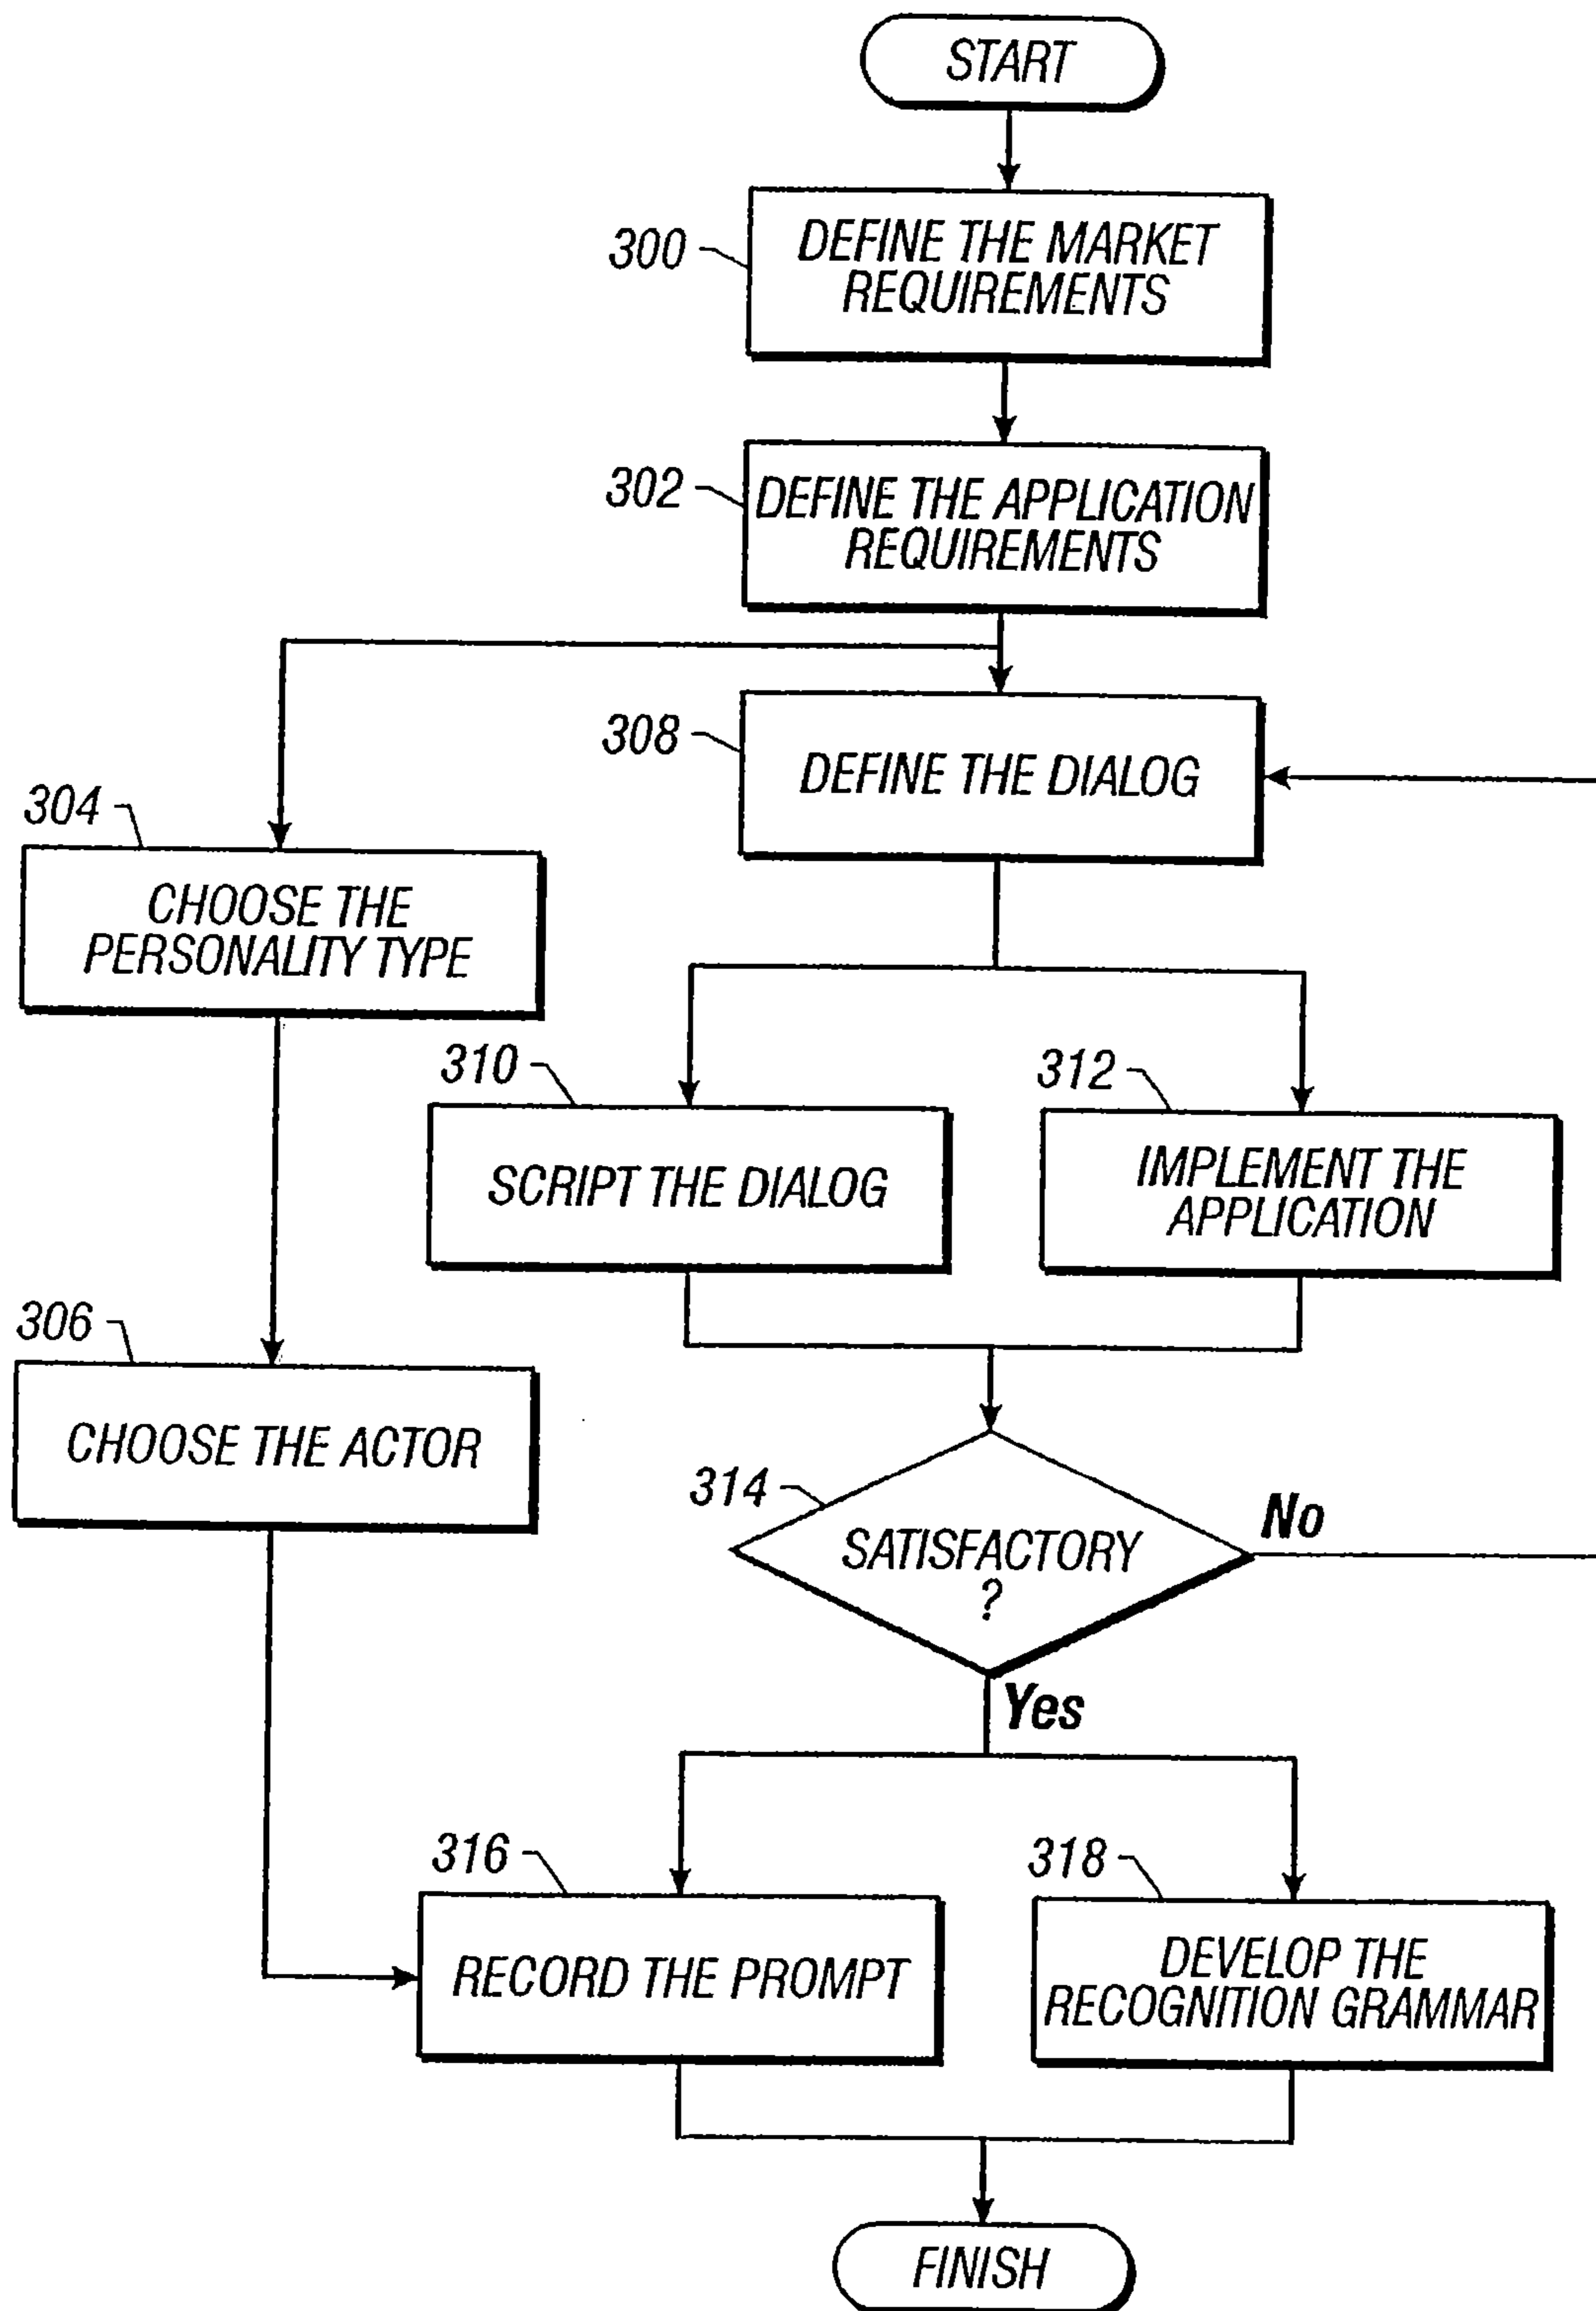 START
300
DEFINE THE MARKET
REQUIREMENTS
302
DEFINE THE APPLICATION
REQUIREMENTS
308
DEFINE THE DIALOG
304
CHOOSE THE
PERSONALITY TYPE
310
SCRIPT THE DIALOG
312
IMPLEMENT THE
APPLICATION
306
CHOOSE THE ACTOR
314
SATISFACTORY
?
No
Yes
316
RECORD THE PROMPT
318
DEVELOP THE
RECOGNITION GRAMMAR
FINISH